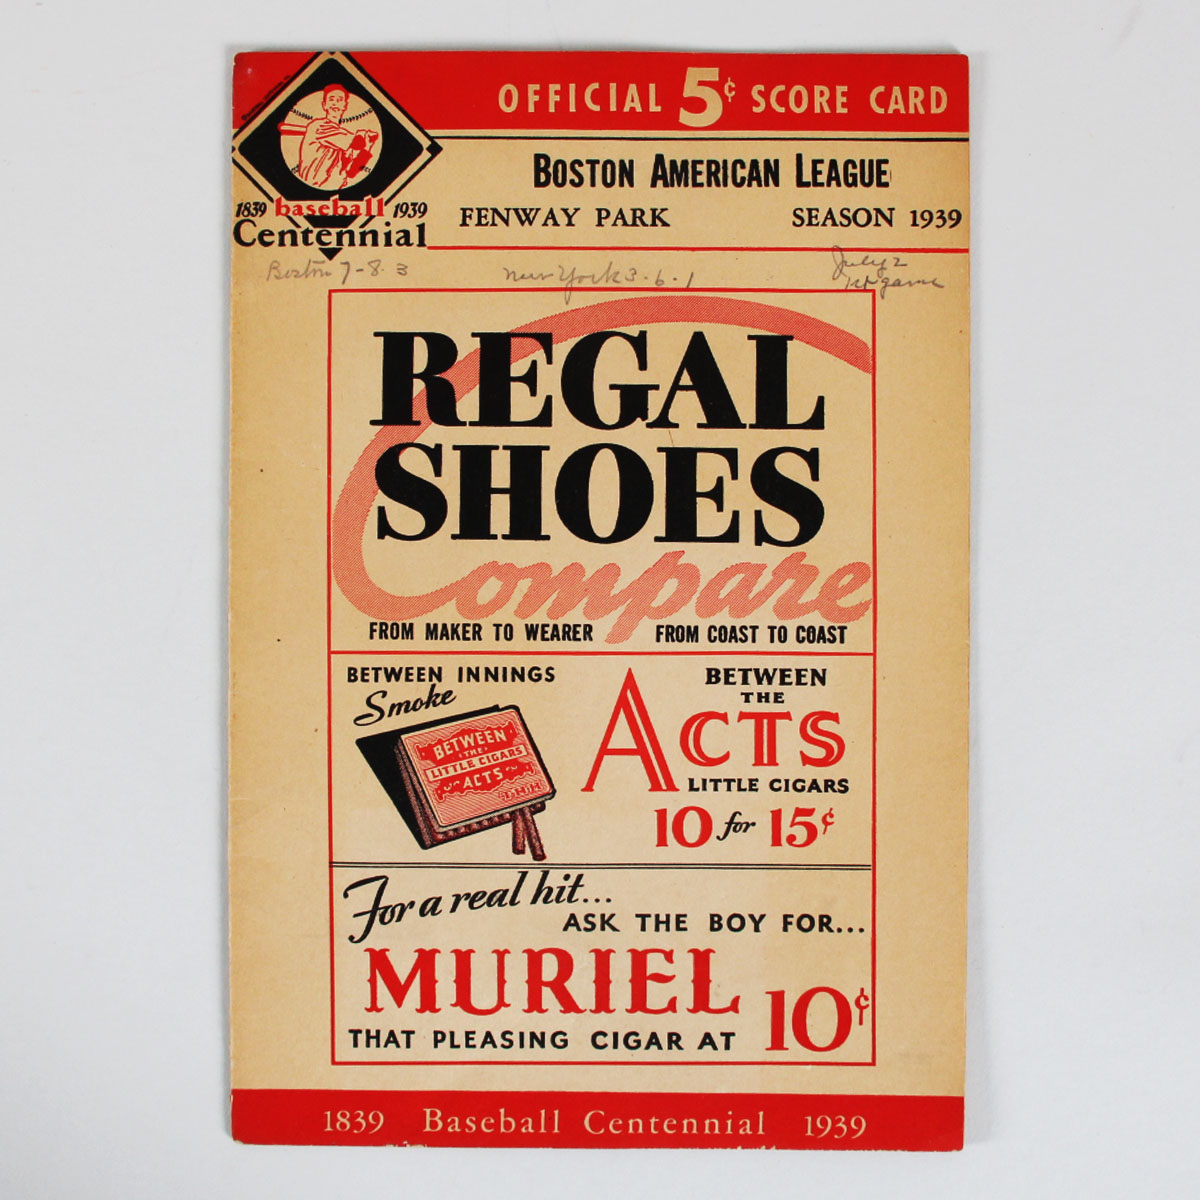 OFFICIAL 5¢ SCORE CARD
BOSTON AMERICAN LEAGUE
FENWAY PARK SEASON 1939
1839 baseball 1939
Centennial
Boston 7-8-3 New York 3-6-1 July 2
1st game
REGAL
SHOES
Compare
FROM MAKER TO WEARER FROM COAST TO COAST
BETWEEN INNINGS
Smoke
BETWEEN
THE
LITTLE CIGARS
ACTS
BETWEEN
THE
ACTS
LITTLE CIGARS
10 for 15¢
For a real hit...
ASK THE BOY FOR...
MURIEL
THAT PLEASING CIGAR AT 10¢
1839 Baseball Centennial 1939